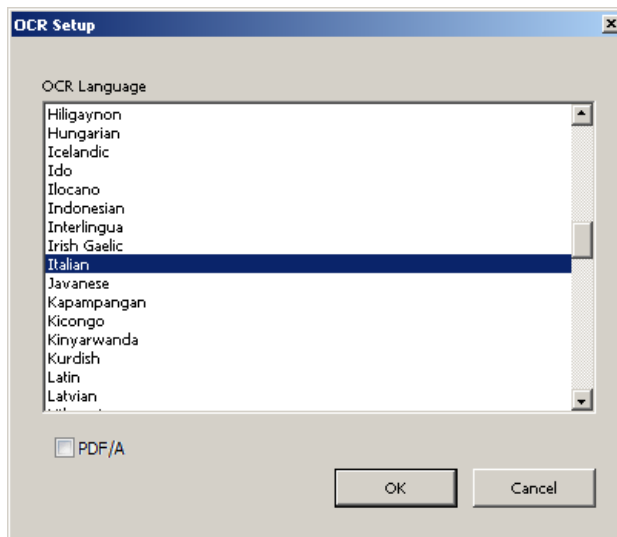 OCR Setup
OCR Language
Hiligaynon
Hungarian
Icelandic
Ido
Ilocano
Indonesian
Interlingua
Irish Gaelic
Italian
Javanese
Kapampangan
Kicongo
Kinyarwanda
Kurdish
Latin
Latvian
PDF/A
OK Cancel